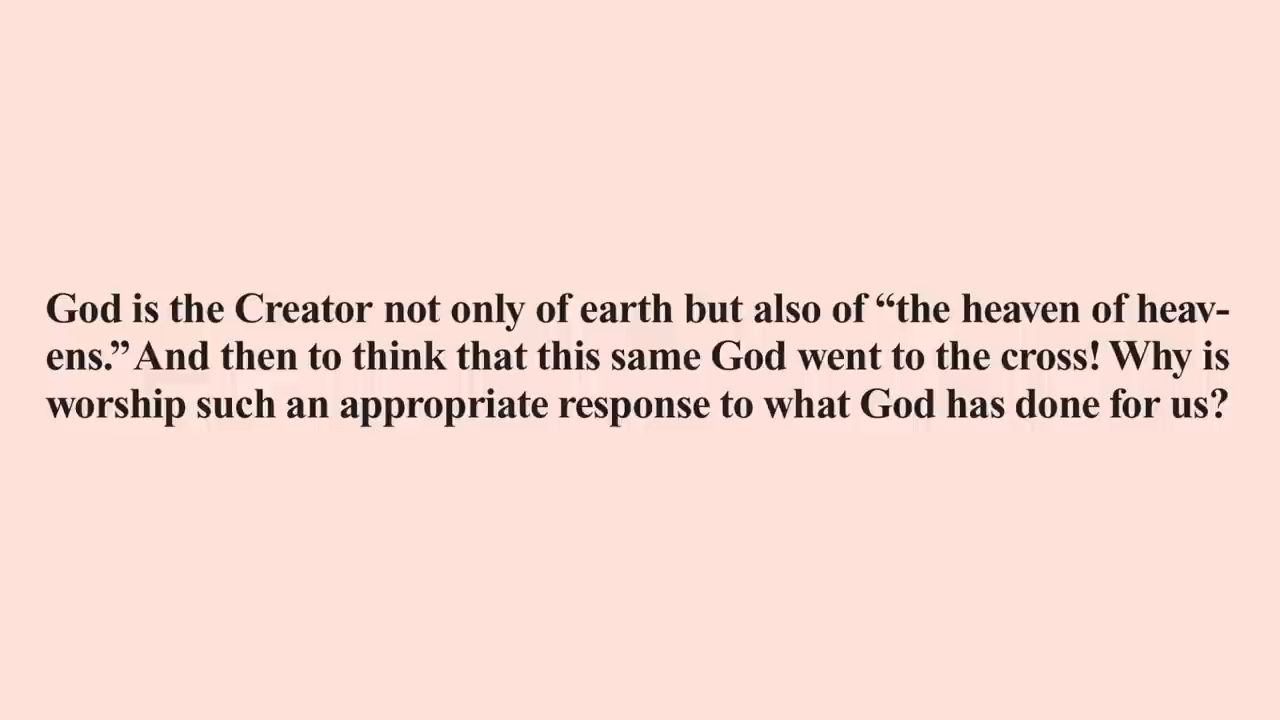 God is the Creator not only of earth but also of “the heaven of heav-
ens.” And then to think that this same God went to the cross! Why is
worship such an appropriate response to what God has done for us?